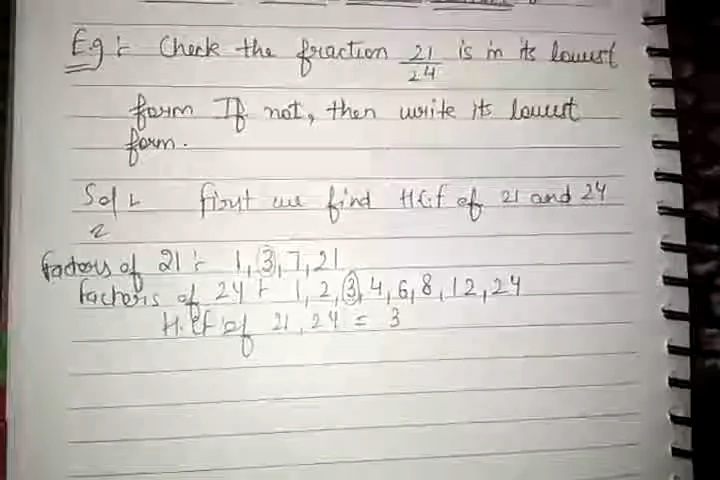 Eg :- Check the fraction 21/24 is in its lowest
form If not, then write its lowest
form.
Sol :- first we find H.C.f of 21 and 24
factors of 21 :- 1, 3, 7, 21
factors of 24 :- 1, 2, 3, 4, 6, 8, 12, 24
H.Cf of 21, 24 = 3